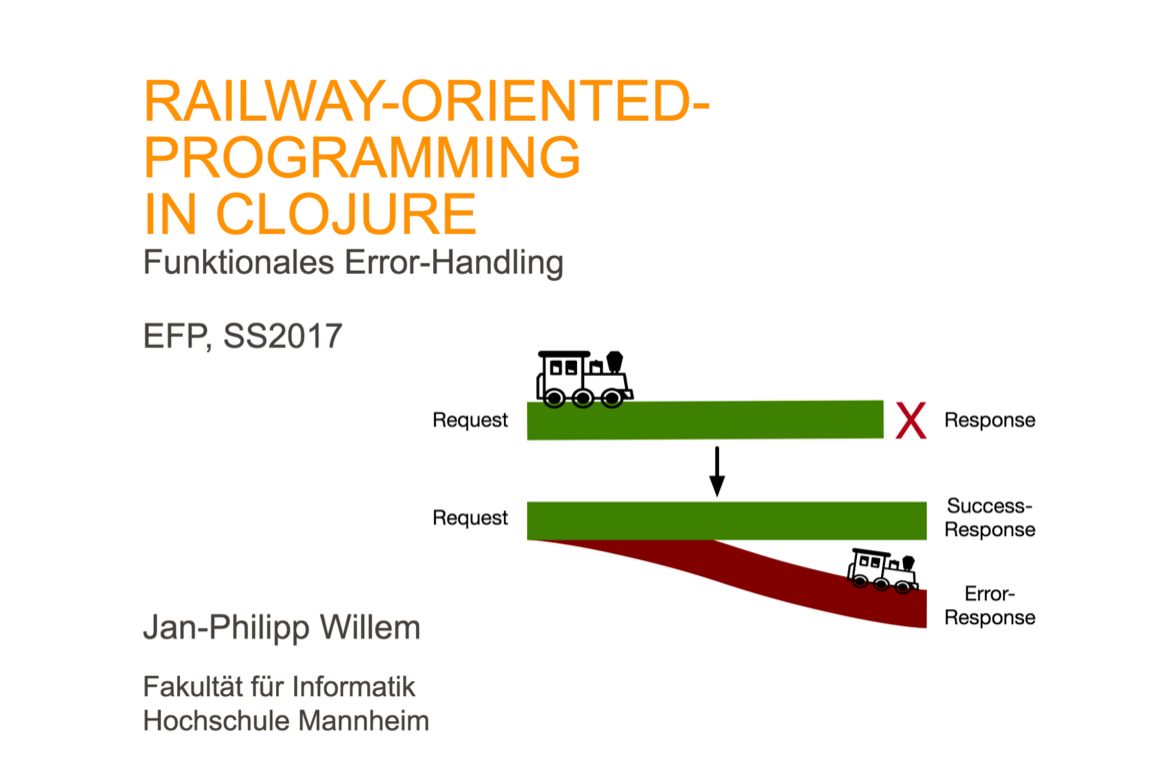 RAILWAY-ORIENTED-
PROGRAMMING
IN CLOJURE
Funktionales Error-Handling
EFP, SS2017
Request
X
Response
Request
Success-
Response
Error-
Response
Jan-Philipp Willem
Fakultät für Informatik
Hochschule Mannheim